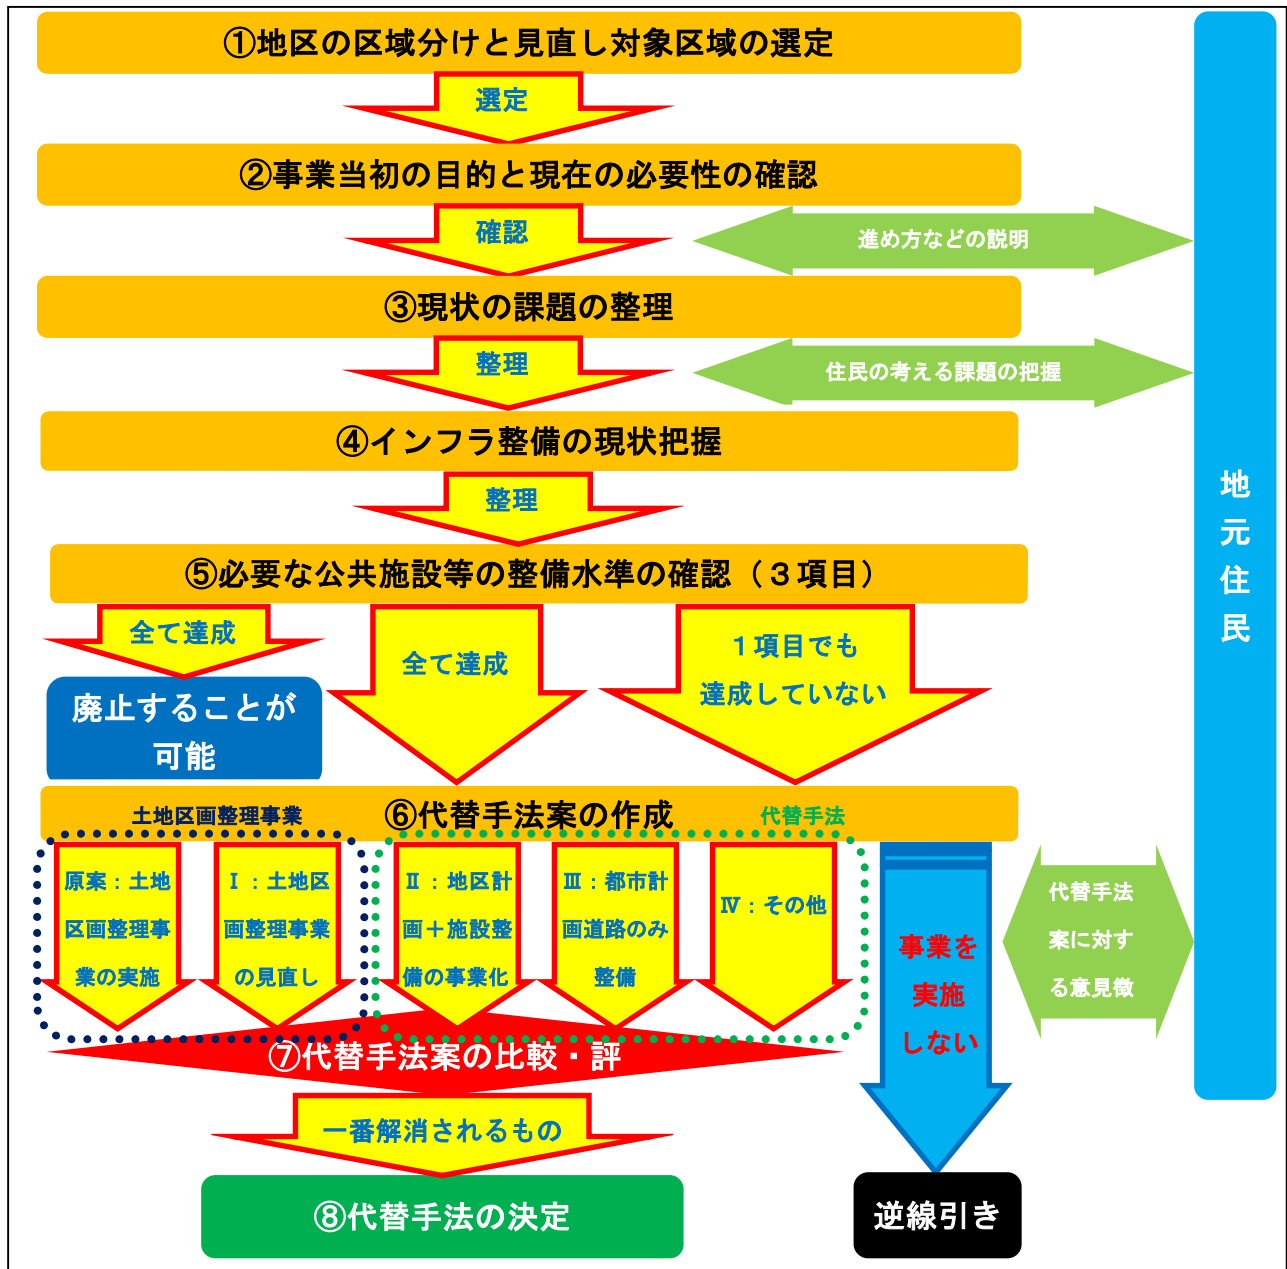 ①地区の区域分けと見直し対象区域の選定
選定
②事業当初の目的と現在の必要性の確認
確認
進め方などの説明
③現状の課題の整理
整理
住民の考える課題の把握
④インフラ整備の現状把握
整理
地元住民
⑤必要な公共施設等の整備水準の確認（３項目）
全て達成
全て達成
１項目でも
達成していない
廃止することが
可能
⑥代替手法案の作成
土地区画整理事業
代替手法
原案：土地
区画整理事
業の実施
Ⅰ：土地区
画整理事業
の見直し
Ⅱ：地区計
画＋施設整
備の事業化
Ⅲ：都市計
画道路のみ
整備
Ⅳ：その他
事業を
実施
しない
代替手法
案に対す
る意見徴
⑦代替手法案の比較・評
一番解消されるもの
⑧代替手法の決定
逆線引き